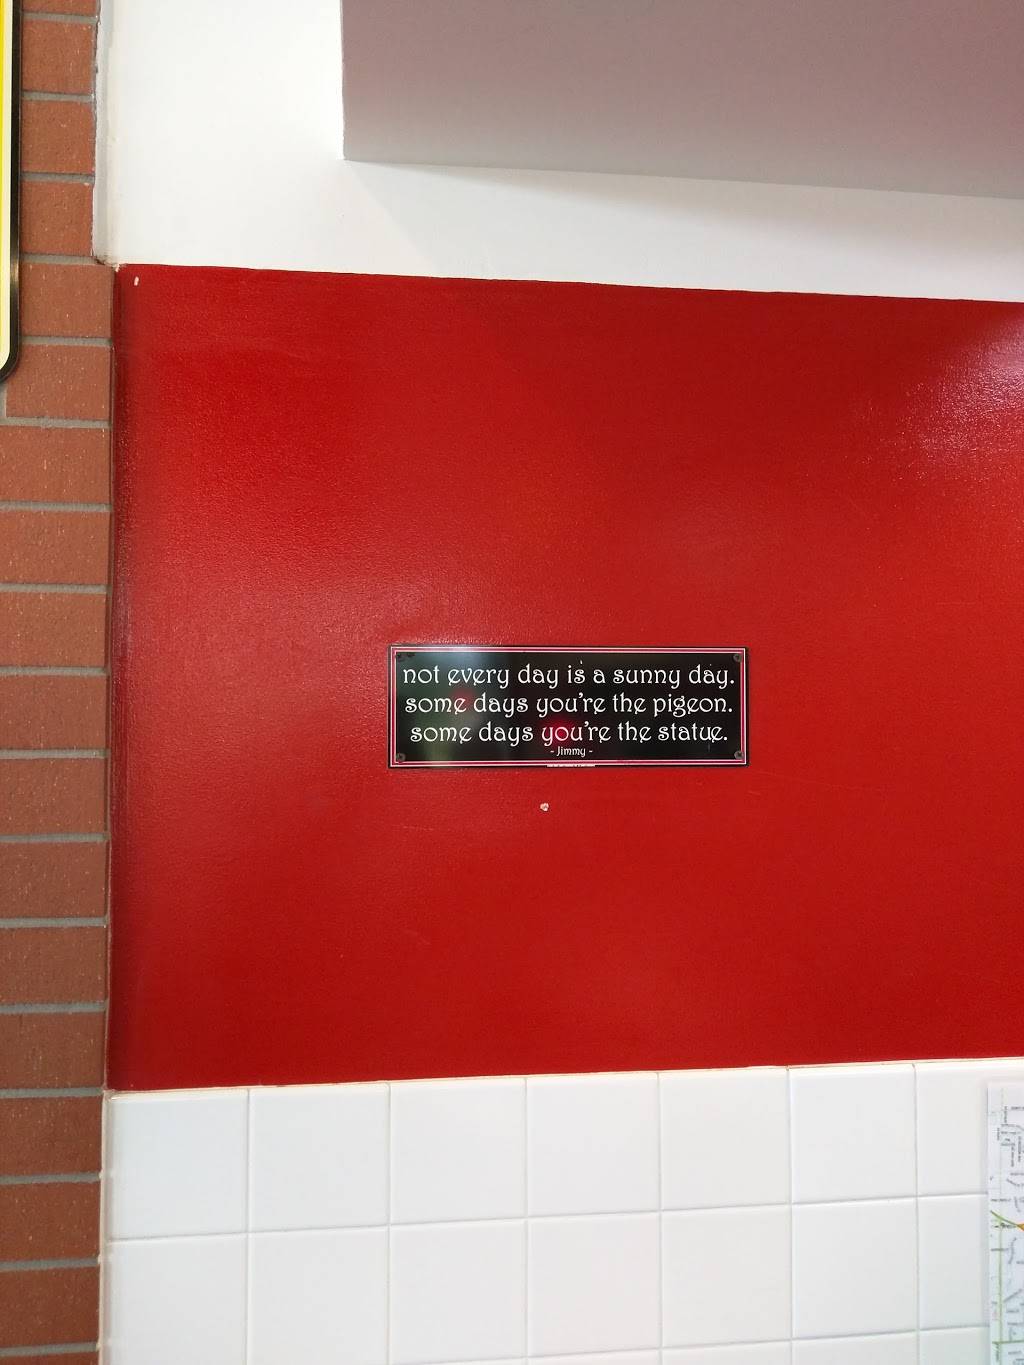 not every day is a sunny day.
some days you're the pigeon.
some days you're the statue.
- Jimmy -